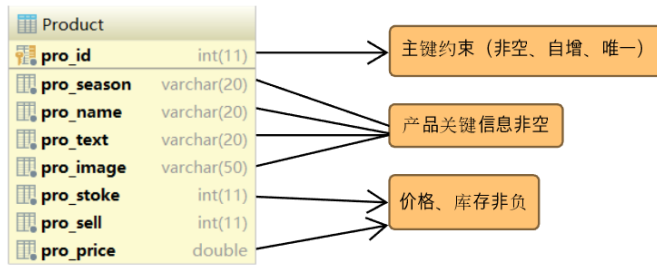 Product
pro_id int(11)
pro_season varchar(20)
pro_name varchar(20)
pro_text varchar(20)
pro_image varchar(50)
pro_stoke int(11)
pro_sell int(11)
pro_price double
主键约束（非空、自增、唯一）
产品关键信息非空
价格、库存非负